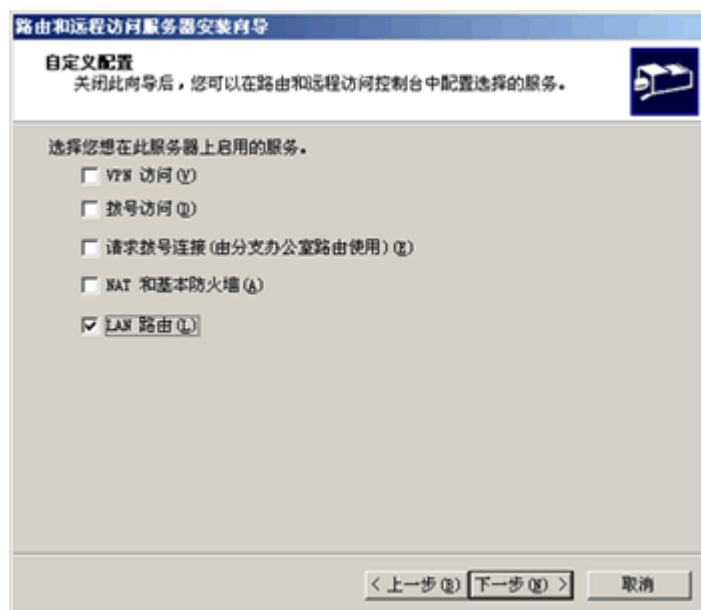 路由和远程访问服务器安装向导
自定义配置
关闭此向导后，您可以在路由和远程访问控制台中配置选择的服务。
选择您想在此服务器上启用的服务。
VPN 访问(V)
拨号访问(D)
请求拨号连接(由分支办公室路由使用)(E)
NAT 和基本防火墙(A)
LAN 路由(L)
< 上一步(B) 下一步(N) > 取消